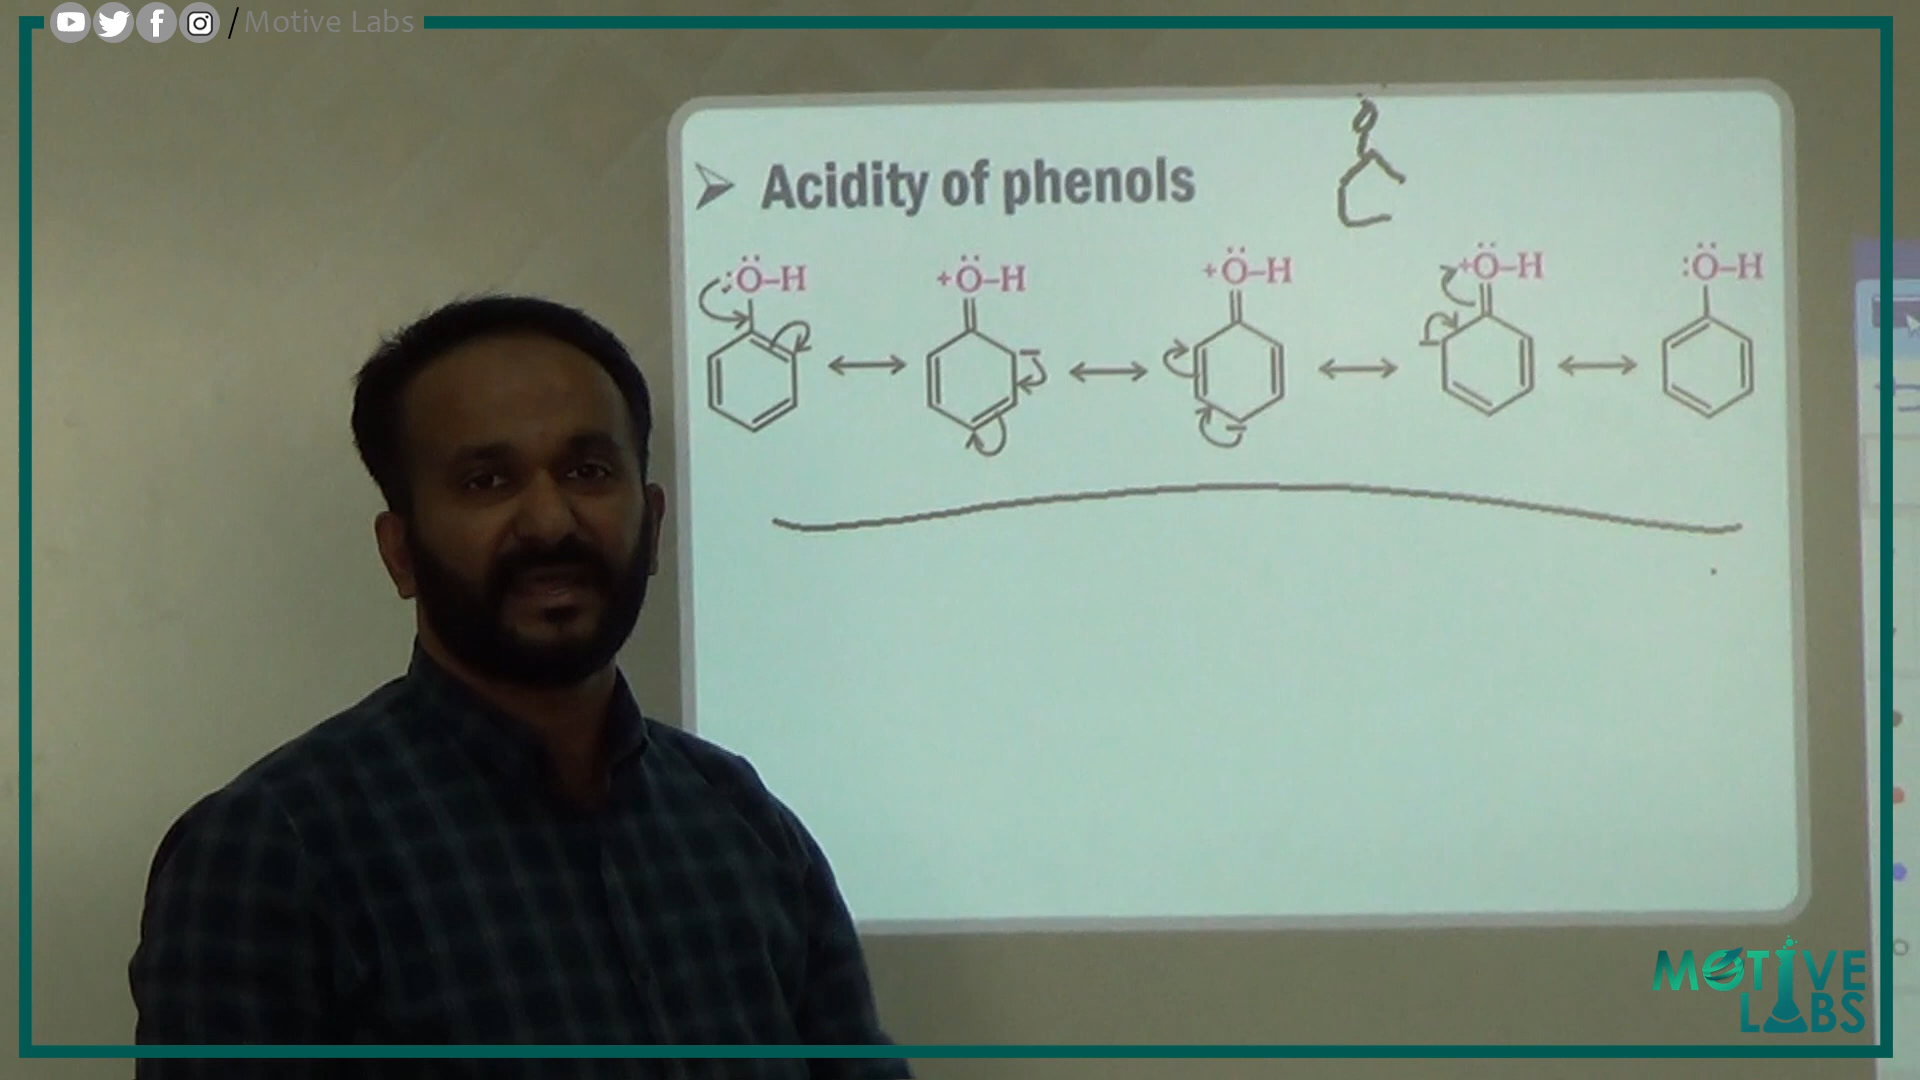 / Motive Labs
➢ Acidity of phenols
:Ö–H
+Ö–H
+Ö–H
+Ö–H
:Ö–H
MOTIVE
LABS